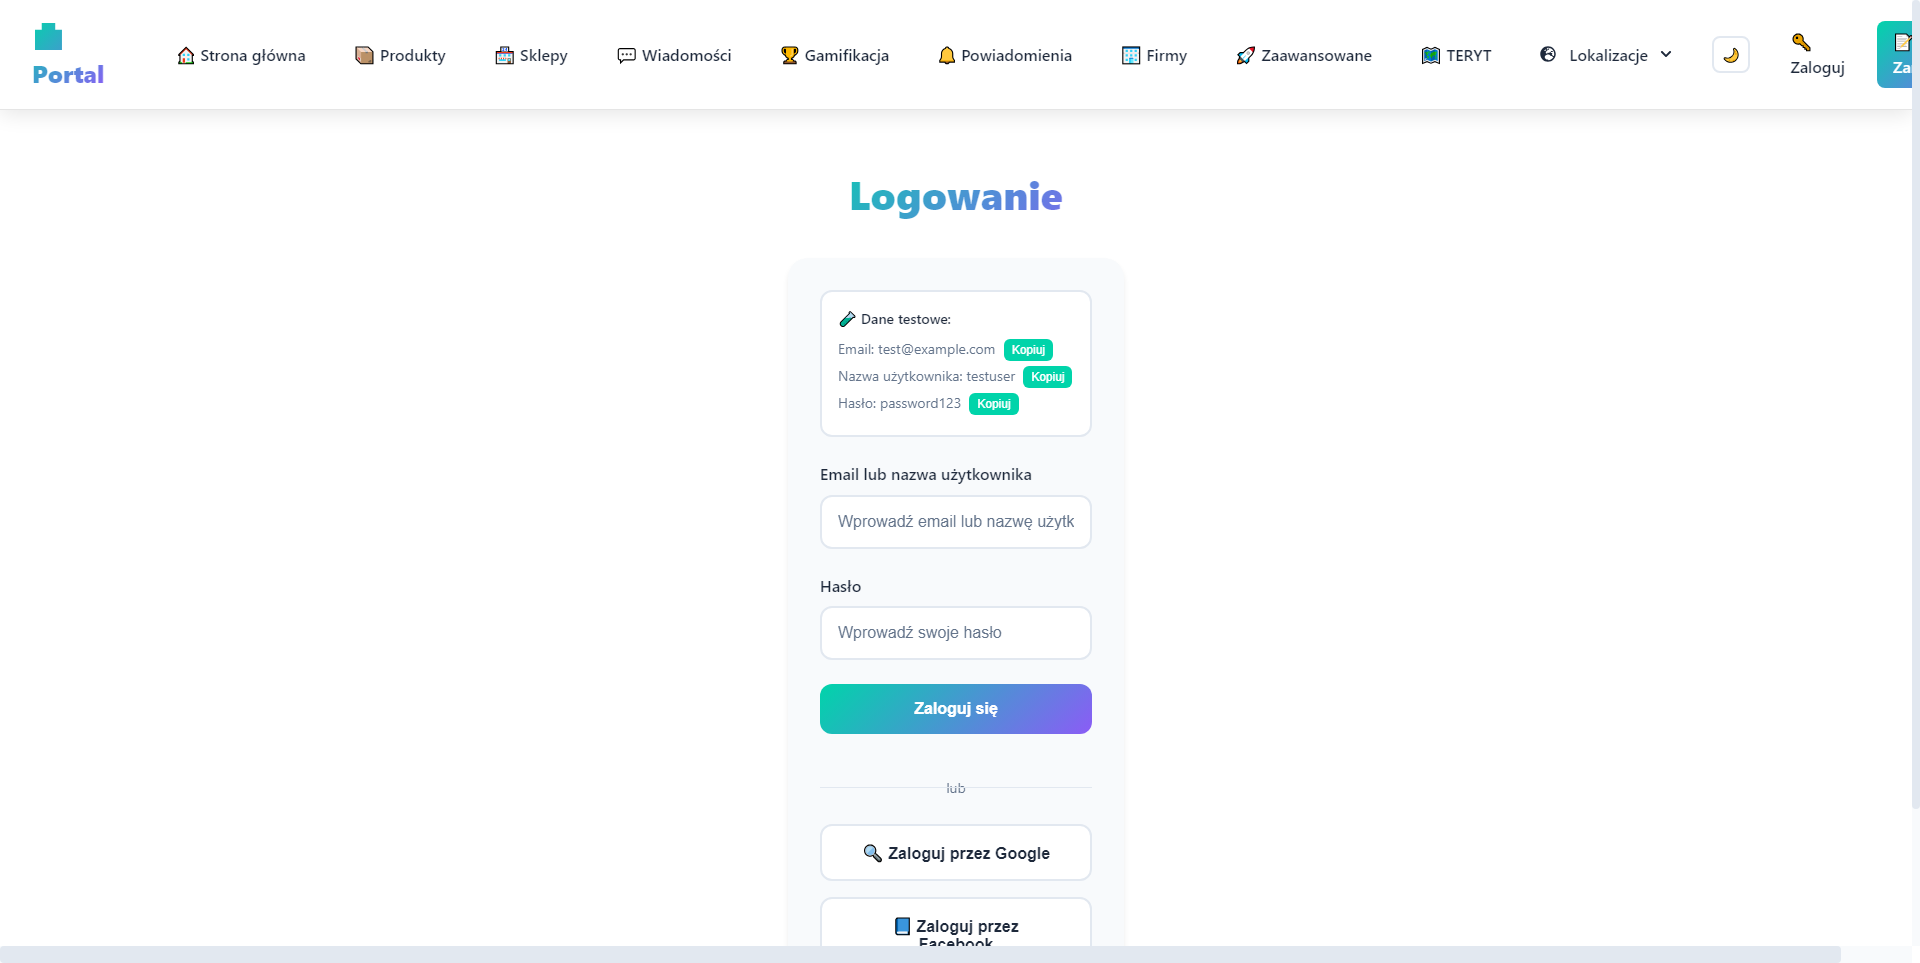 Portal
Strona główna
Produkty
Sklepy
Wiadomości
Gamifikacja
Powiadomienia
Firmy
Zaawansowane
TERYT
Lokalizacje
Zaloguj
Za
Logowanie
Dane testowe:
Email: test@example.com Kopiuj
Nazwa użytkownika: testuser Kopiuj
Hasło: password123 Kopiuj
Email lub nazwa użytkownika
Wprowadź email lub nazwę użytk
Hasło
Wprowadź swoje hasło
Zaloguj się
lub
Zaloguj przez Google
Zaloguj przez
Facebook